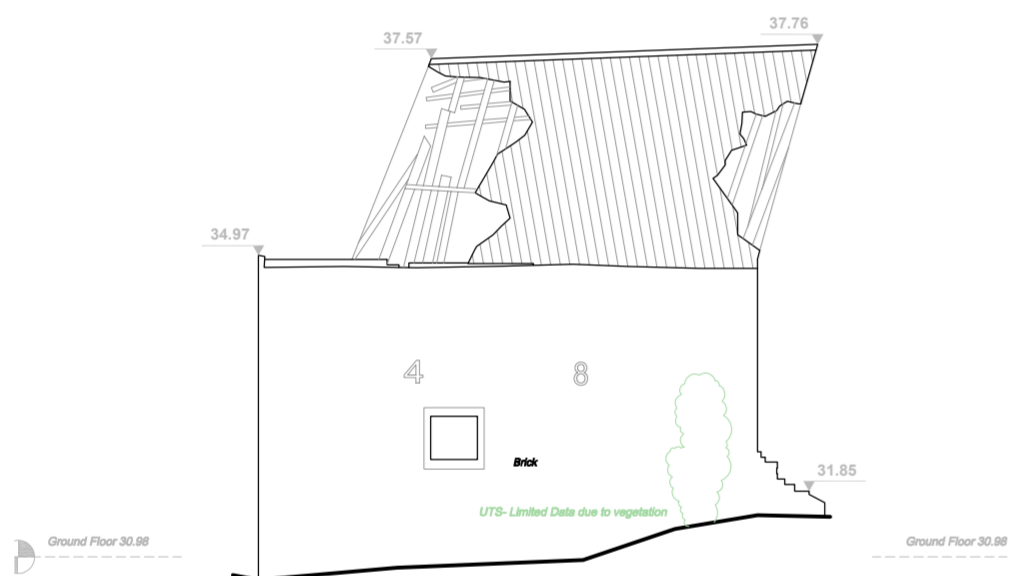 37.76
37.57
34.97
4
8
Brick
31.85
UTS- Limited Data due to vegetation
Ground Floor 30.98
Ground Floor 30.98